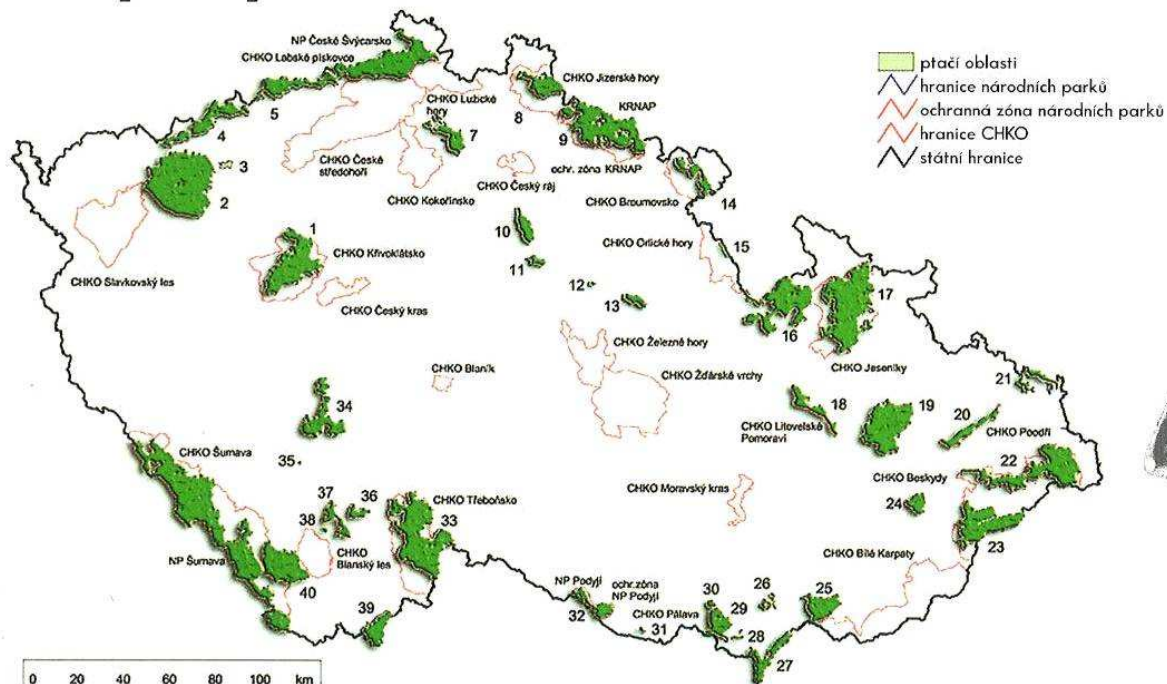 NP České Švýcarsko
CHKO Labské pískovce
5
4
3
2
CHKO Slavkovský les
CHKO České
středohoří
CHKO Lužické
hory
7
CHKO Kokořínsko
CHKO Jizerské hory
8
KRNAP
9
ochr. zóna KRNAP
CHKO Český ráj
CHKO Broumovsko
14
10
11
12
13
CHKO Orlické hory
15
16
17
CHKO Jeseníky
1
CHKO Křivoklátsko
CHKO Český kras
CHKO Blaník
CHKO Železné hory
CHKO Žďárské vrchy
CHKO Litovelské
Pomoraví
18
19
20
21
CHKO Poodří
22
CHKO Beskydy
24
23
CHKO Moravský kras
CHKO Bílé Karpaty
34
35
CHKO Šumava
NP Šumava
37
36
38
CHKO
Blanský les
40
39
CHKO Třeboňsko
33
NP Podyjí
ochr. zóna
NP Podyjí
32
31
CHKO Pálava
30
29
28
26
25
27
ptačí oblasti
hranice národních parků
ochranná zóna národních parků
hranice CHKO
státní hranice
0 20 40 60 80 100 km